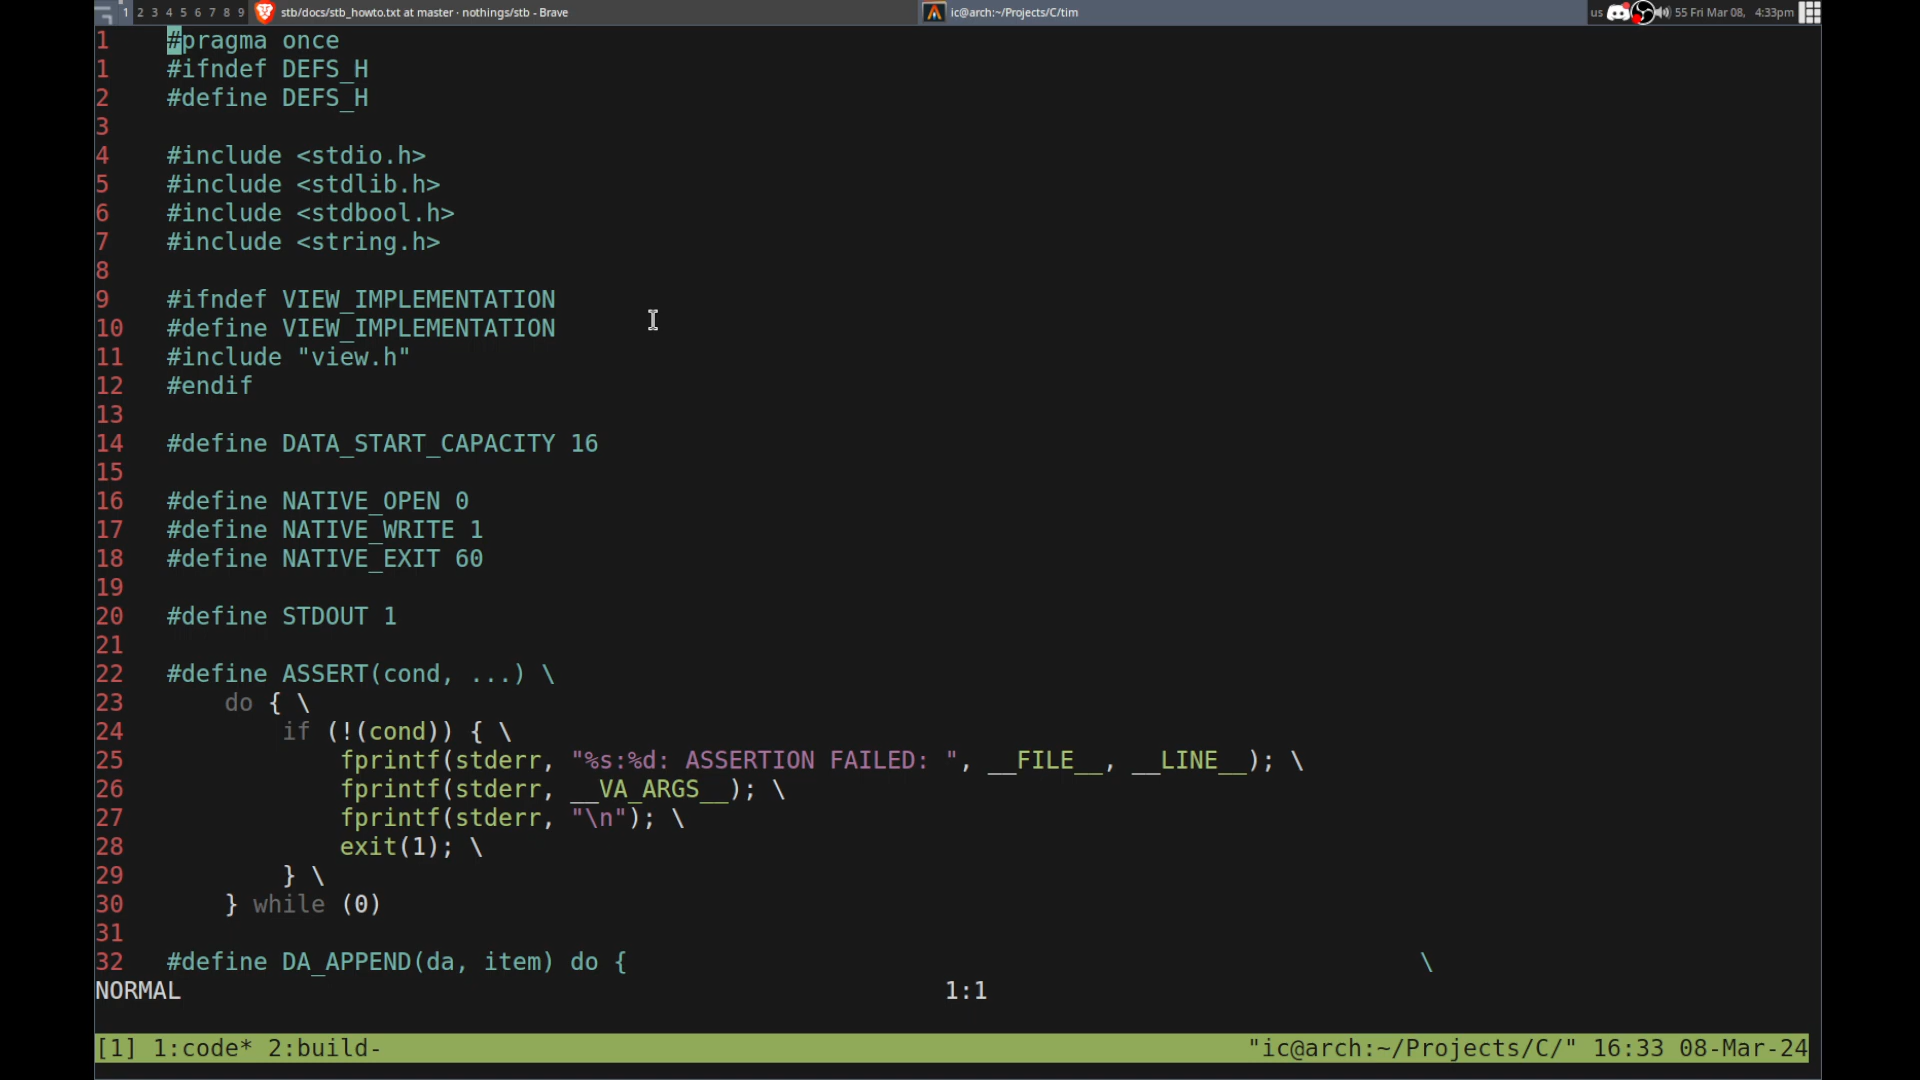 1 2 3 4 5 6 7 8 9 stb/docs/stb_howto.txt at master · nothings/stb - Brave ic@arch:~/Projects/C/tim us 55 Fri Mar 08, 4:33pm
1 #pragma once
1 #ifndef DEFS_H
2 #define DEFS_H
3
4 #include <stdio.h>
5 #include <stdlib.h>
6 #include <stdbool.h>
7 #include <string.h>
8
9 #ifndef VIEW_IMPLEMENTATION
10 #define VIEW_IMPLEMENTATION
11 #include "view.h"
12 #endif
13
14 #define DATA_START_CAPACITY 16
15
16 #define NATIVE_OPEN 0
17 #define NATIVE_WRITE 1
18 #define NATIVE_EXIT 60
19
20 #define STDOUT 1
21
22 #define ASSERT(cond, ...) \
23     do { \
24         if (!(cond)) { \
25             fprintf(stderr, "%s:%d: ASSERTION FAILED: ", __FILE__, __LINE__); \
26             fprintf(stderr, __VA_ARGS__); \
27             fprintf(stderr, "\n"); \
28             exit(1); \
29         } \
30     } while (0)
31
32 #define DA_APPEND(da, item) do { \
NORMAL 1:1
[1] 1:code* 2:build- "ic@arch:~/Projects/C/" 16:33 08-Mar-24